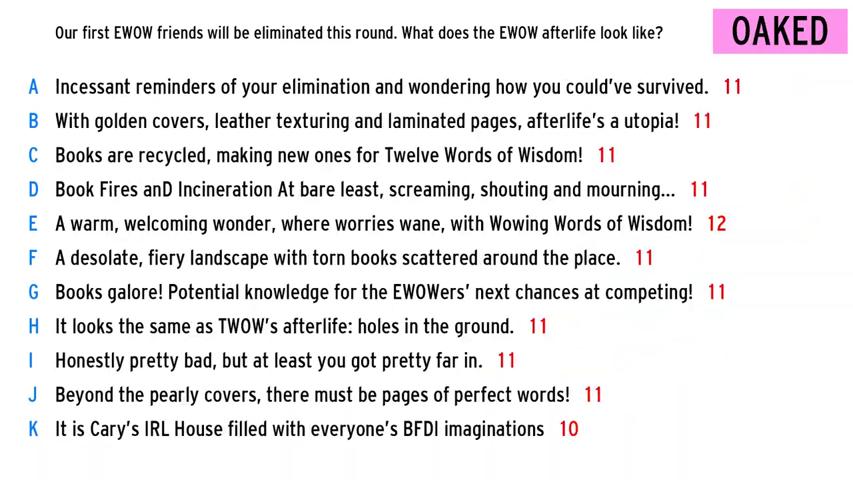 Our first EWOW friends will be eliminated this round. What does the EWOW afterlife look like?
OAKED
A Incessant reminders of your elimination and wondering how you could've survived. 11
B With golden covers, leather texturing and laminated pages, afterlife's a utopia! 11
C Books are recycled, making new ones for Twelve Words of Wisdom! 11
D Book Fires anD Incineration At bare least, screaming, shouting and mourning... 11
E A warm, welcoming wonder, where worries wane, with Wowing Words of Wisdom! 12
F A desolate, fiery landscape with torn books scattered around the place. 11
G Books galore! Potential knowledge for the EWOWers' next chances at competing! 11
H It looks the same as TWOW's afterlife: holes in the ground. 11
I Honestly pretty bad, but at least you got pretty far in. 11
J Beyond the pearly covers, there must be pages of perfect words! 11
K It is Cary's IRL House filled with everyone's BFDI imaginations 10